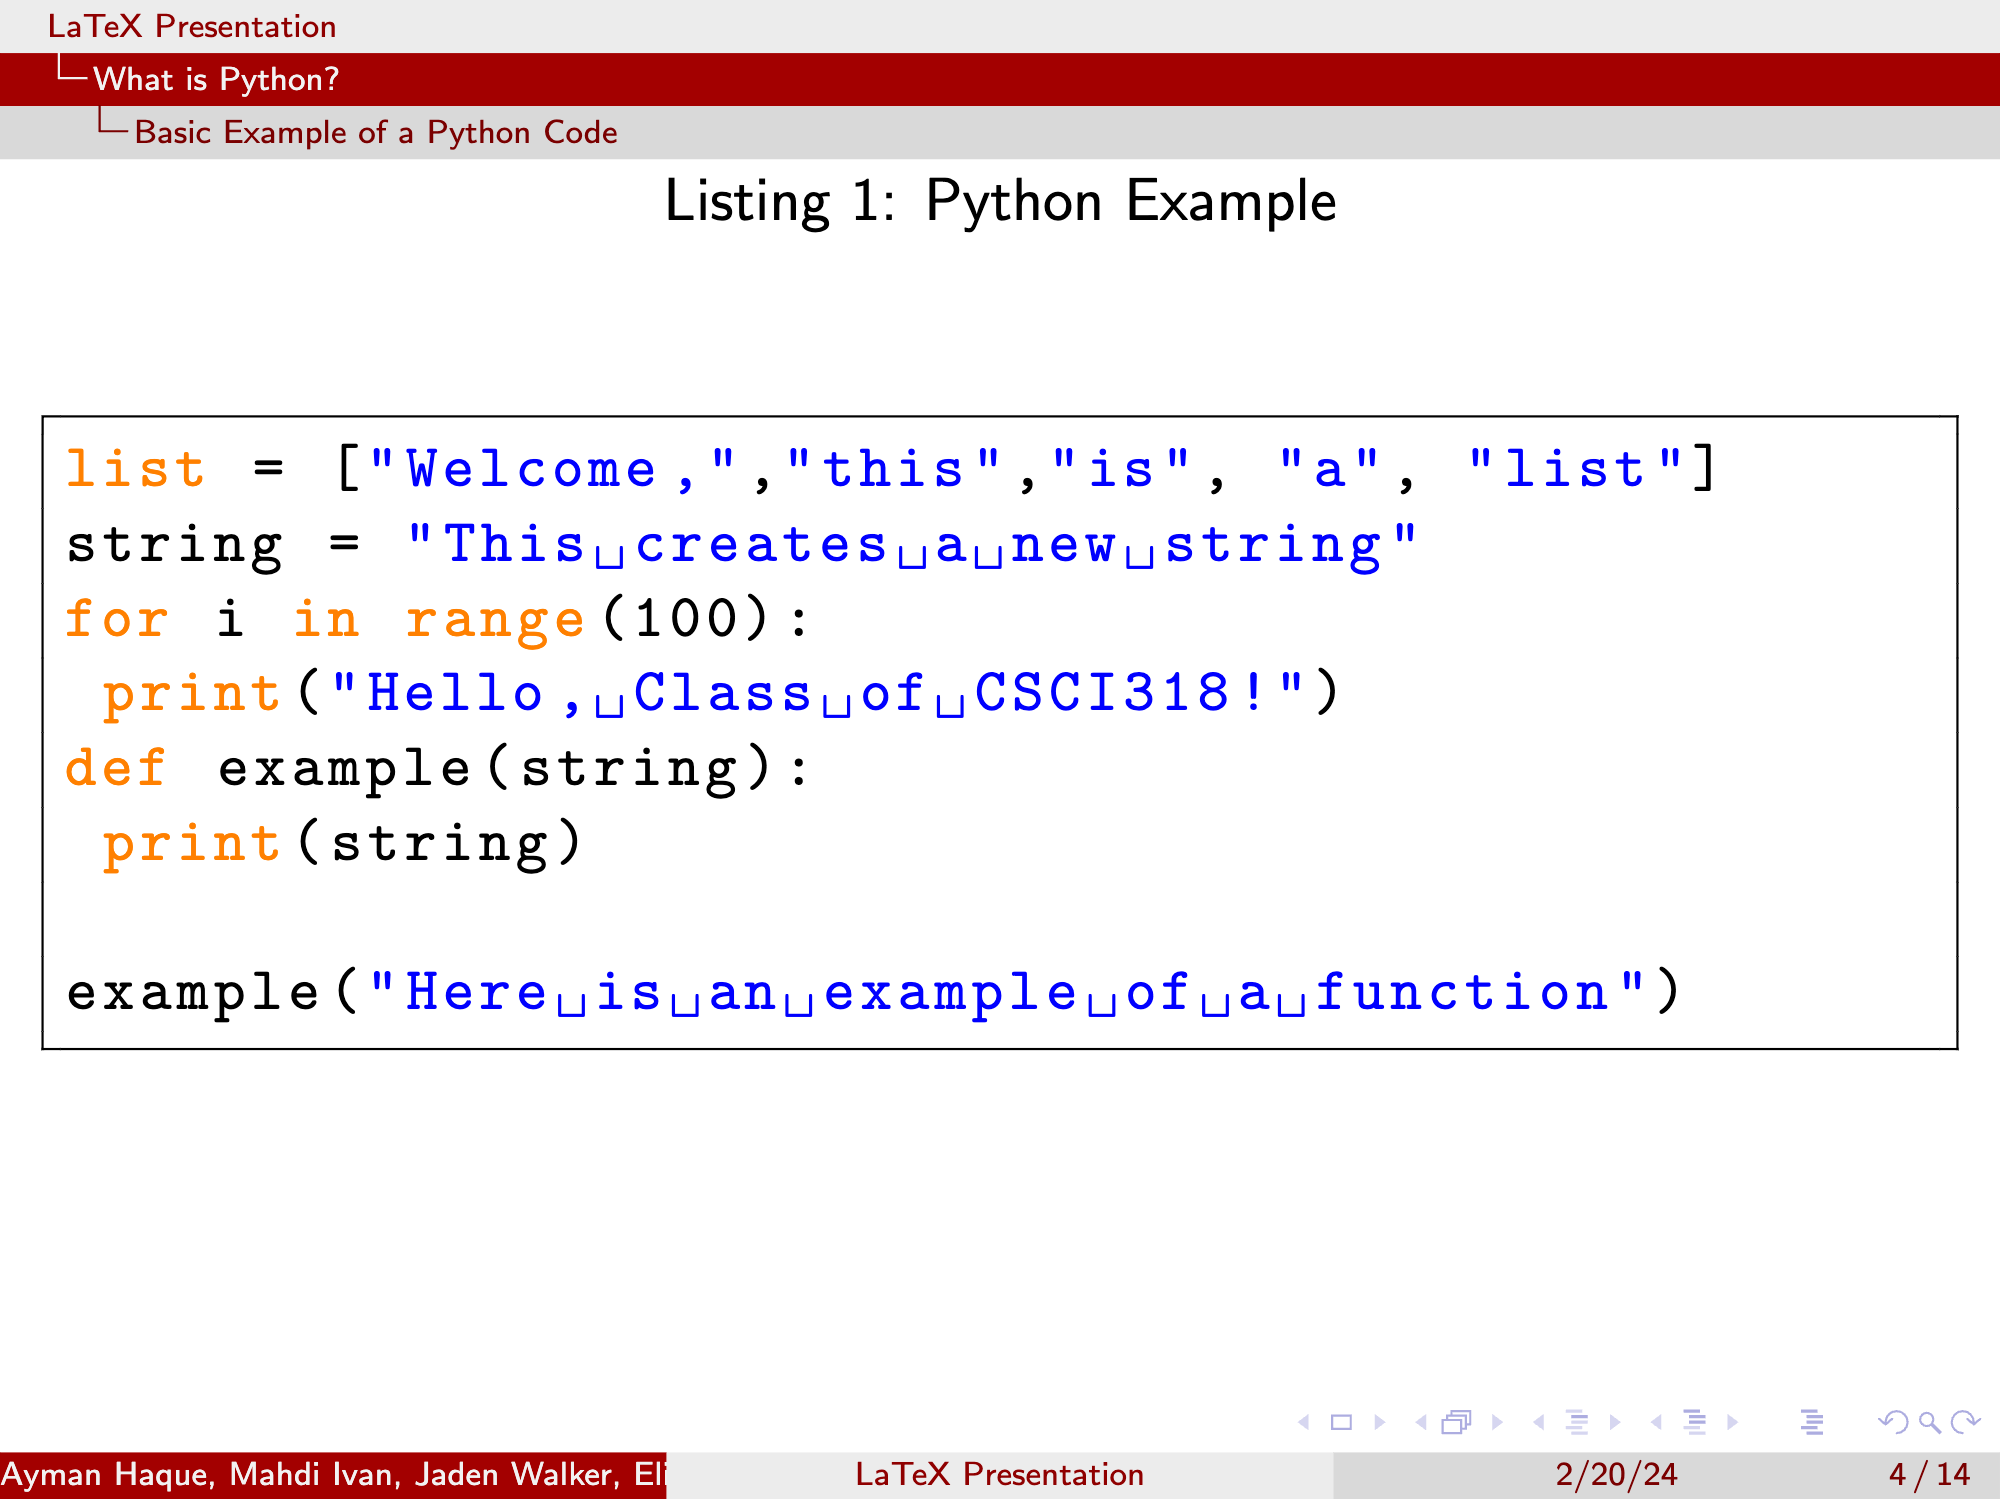 LaTeX Presentation
What is Python?
Basic Example of a Python Code
Listing 1: Python Example
list = ["Welcome,","this","is", "a", "list"]
string = "This␣creates␣a␣new␣string"
for i in range(100):
 print("Hello,␣Class␣of␣CSCI318!")
def example(string):
 print(string)
example("Here␣is␣an␣example␣of␣a␣function")
Ayman Haque, Mahdi Ivan, Jaden Walker, Eli
LaTeX Presentation
2/20/24
4 / 14